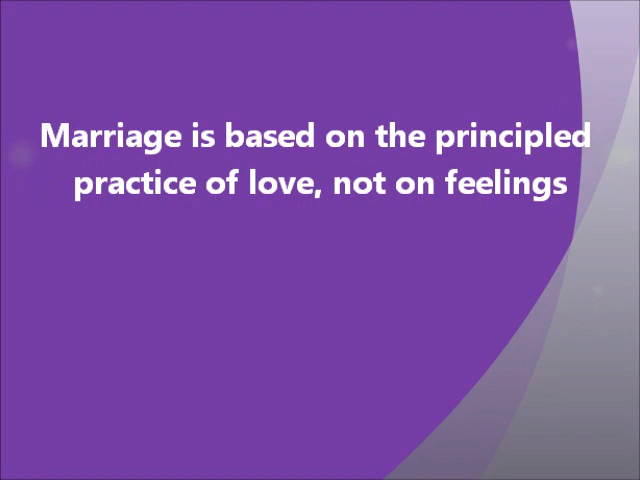 Marriage is based on the principled
practice of love, not on feelings